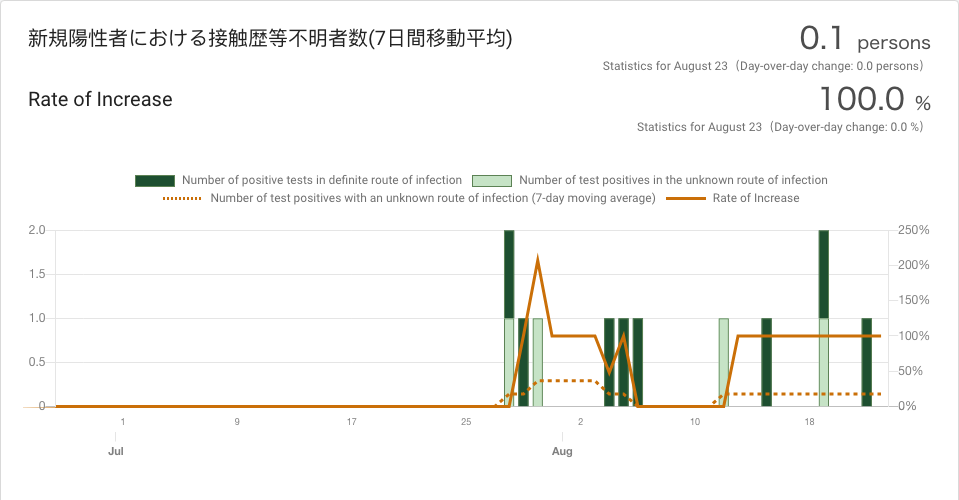 新規陽性者における接触歴等不明者数(7日間移動平均)
0.1 persons
Statistics for August 23（Day-over-day change: 0.0 persons）
Rate of Increase
100.0 %
Statistics for August 23（Day-over-day change: 0.0 %）
Number of positive tests in definite route of infection Number of test positives in the unknown route of infection
Number of test positives with an unknown route of infection (7-day moving average) Rate of Increase
2.0 250%
200%
1.5
150%
1.0
100%
0.5
50%
0 0%
1 9 17 25 2 10 18
Jul Aug